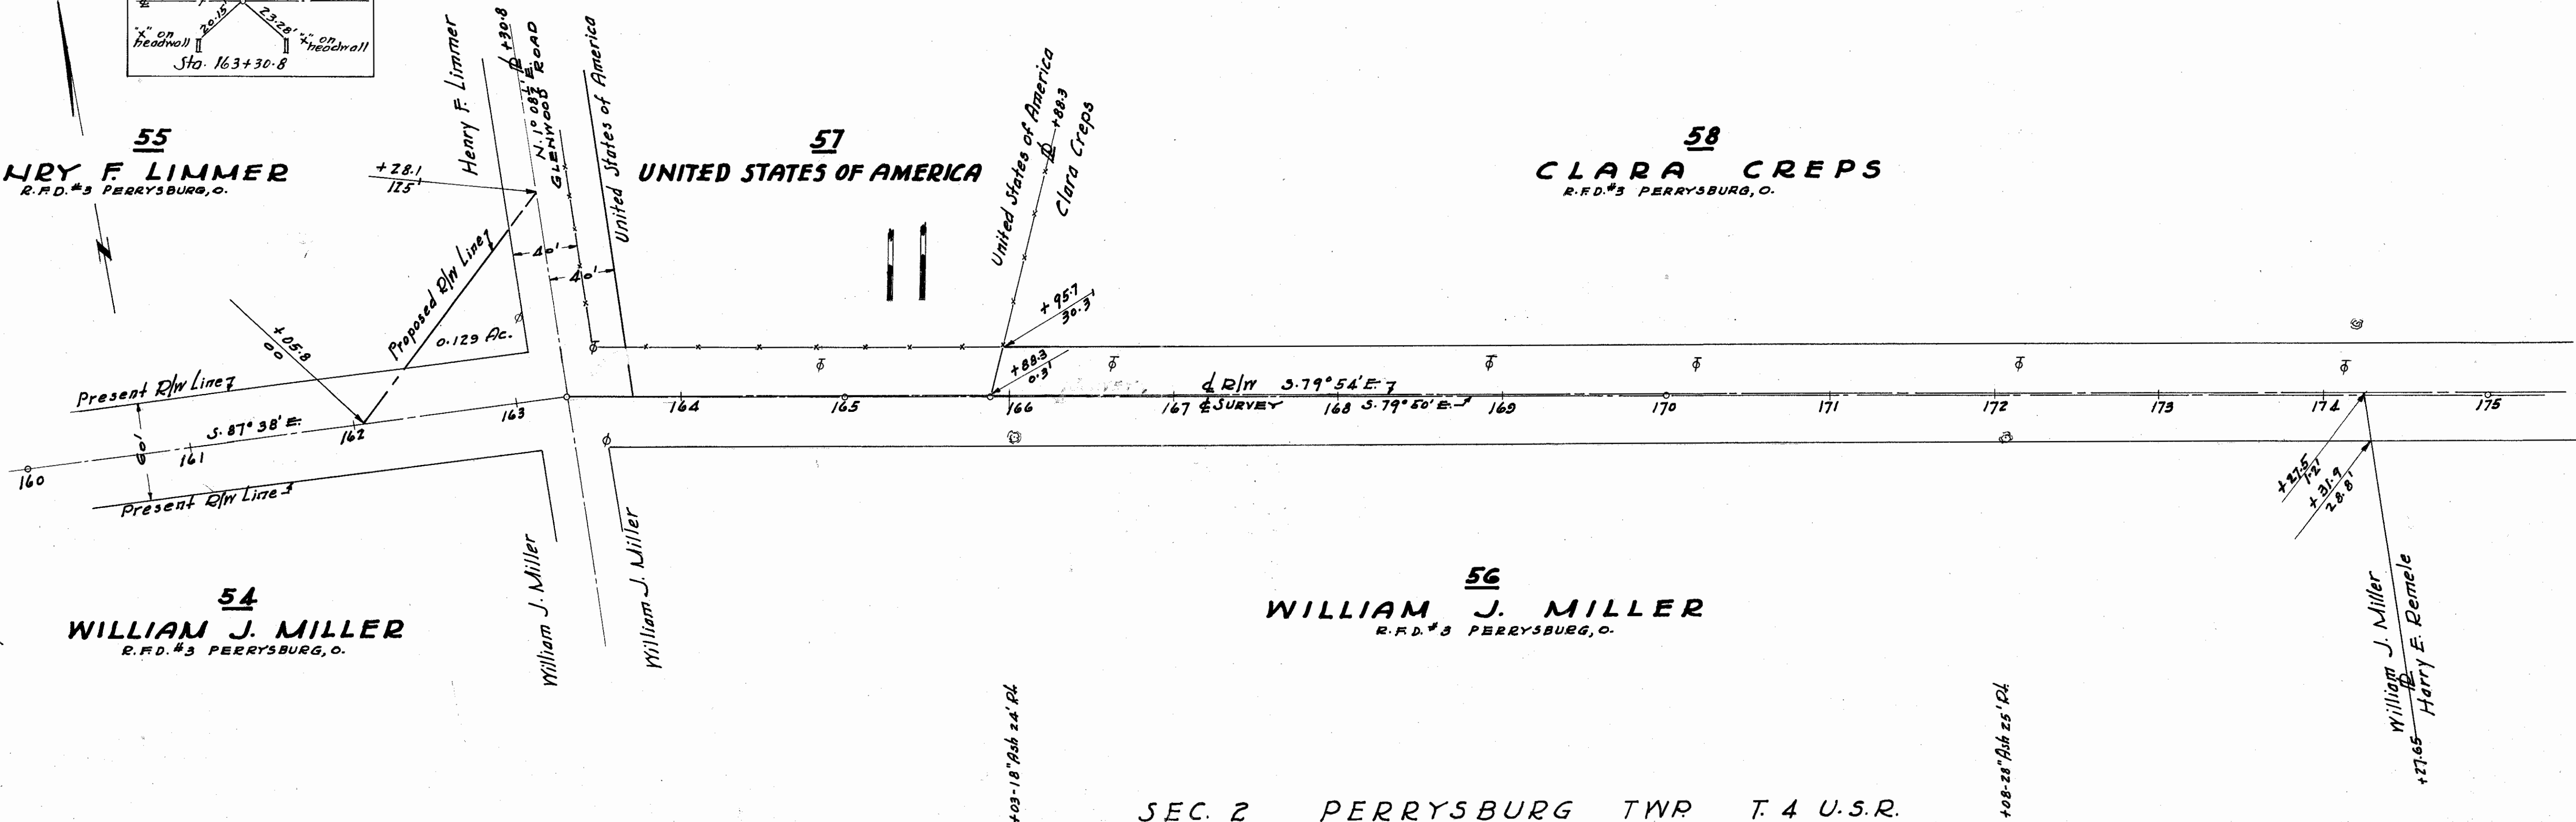 20.15'
23.28'
"x" on
headwall
"x" on
headwall
Sta. 163+30.8
55
NRY F. LIMMER
R.F.D. #3 PERRYSBURG, O.
+28.1
125'
Henry F. Limmer
+30.8
N. 1° 08½' E.
GLENWOOD ROAD
United States of America
57
UNITED STATES OF AMERICA
United States of America
+88.3
Clara Creps
58
CLARA CREPS
R.F.D. #3 PERRYSBURG, O.
N
Proposed R/W Line
40'
40'
+05.8
00
0.129 Ac.
+95.7
30.3'
+88.3
0.3'
Present R/W Line
℄ R/W S. 79° 54' E.
℄ SURVEY S. 79° 50' E.
S. 87° 38' E.
60'
160
161
162
163
164
165
166
167
168
169
170
171
172
173
174
175
Present R/W Line
+27.5
1.2'
+31.9
28.8'
54
WILLIAM J. MILLER
R.F.D. #3 PERRYSBURG, O.
William J. Miller
William J. Miller
56
WILLIAM J. MILLER
R.F.D. #3 PERRYSBURG, O.
William J. Miller
Harry E. Remele
+27.65
+03-18" Ash 24' Rt.
+08-28" Ash 25' Rt.
SEC. 2 PERRYSBURG TWP. T. 4 U.S.R.